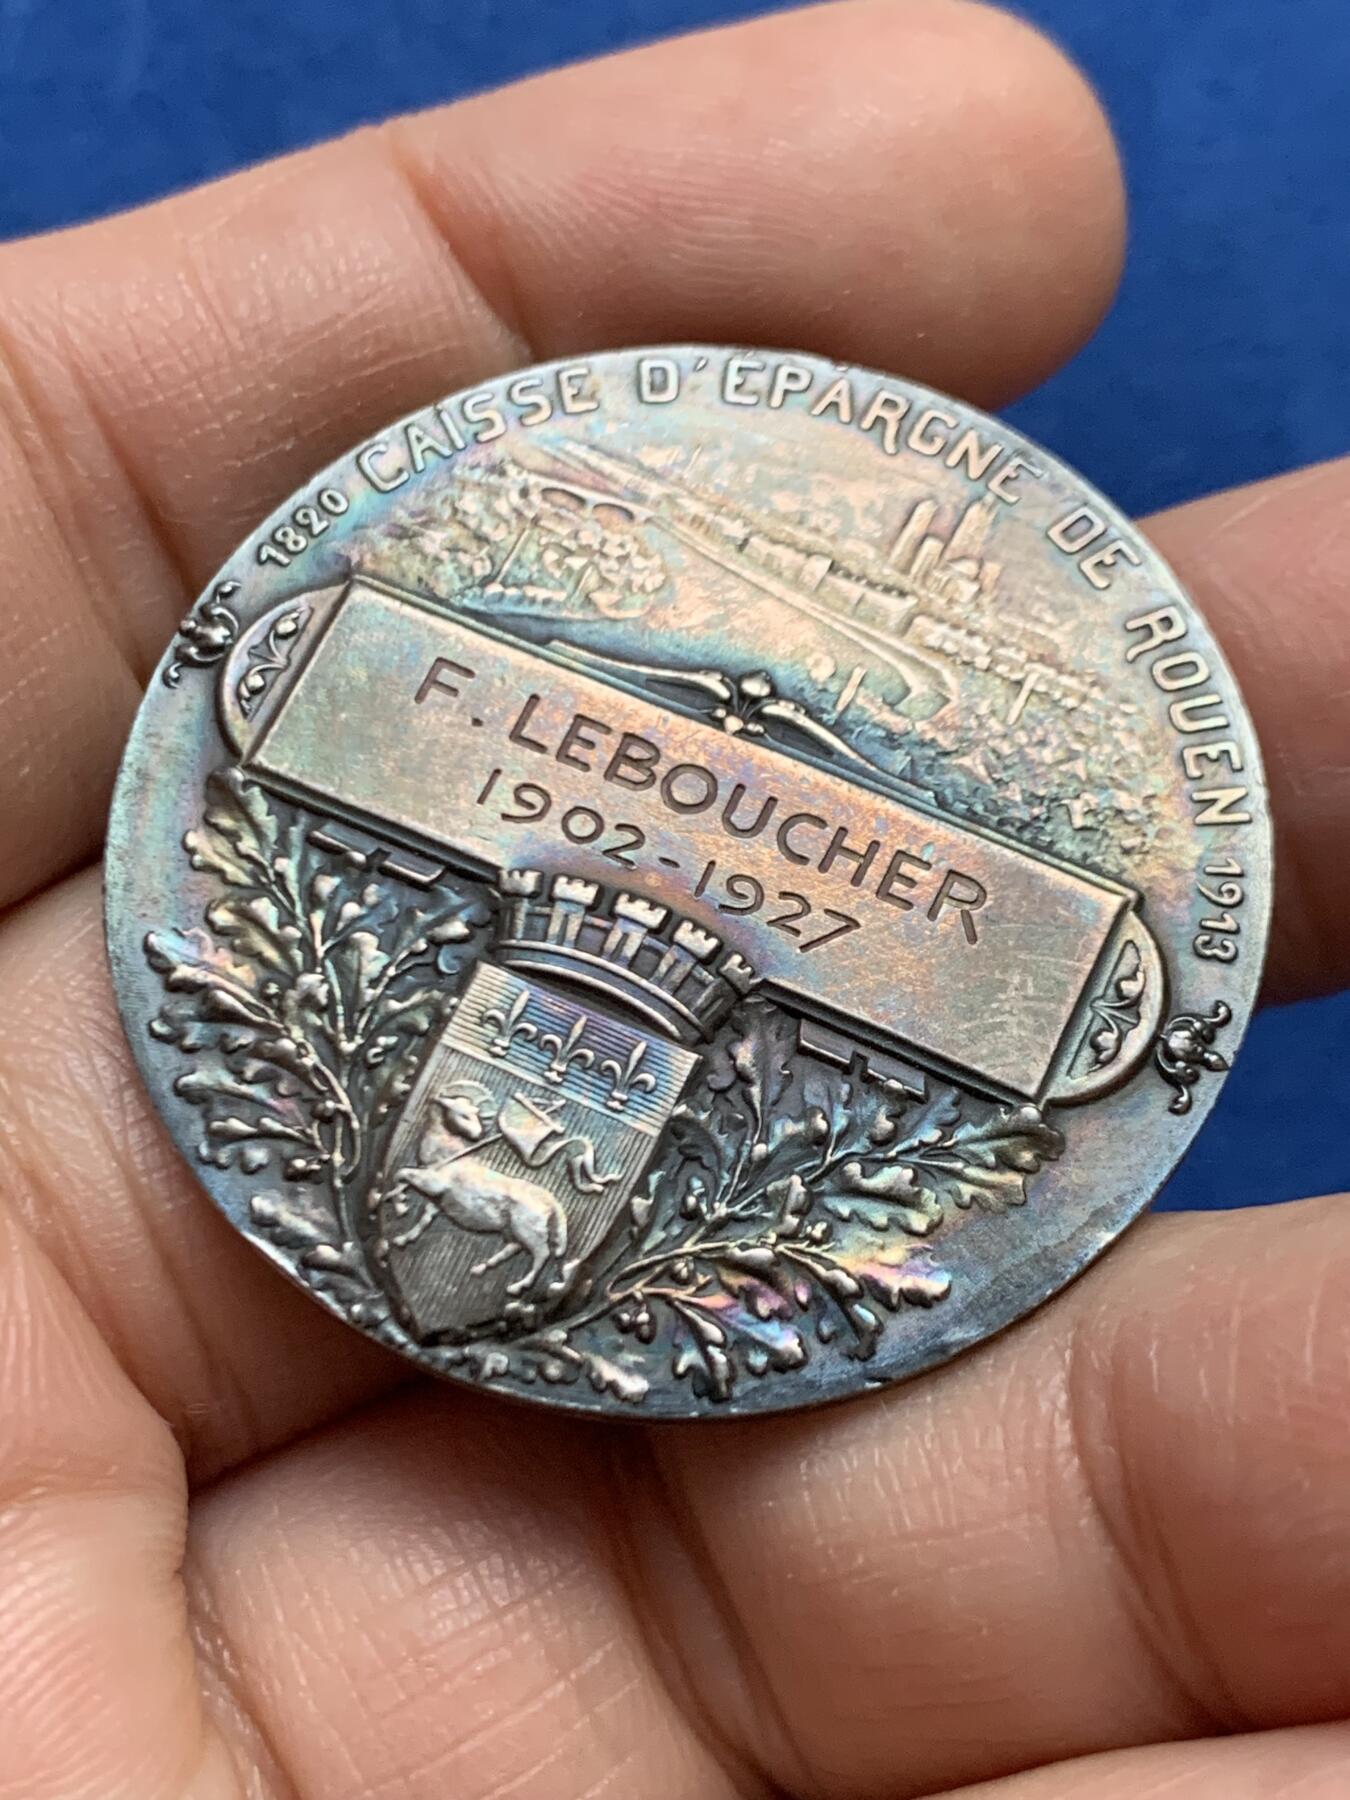 1820 CAISSE D'ÉPARGNE DE ROUEN 1913
F. LEBOUCHER
1902-1927